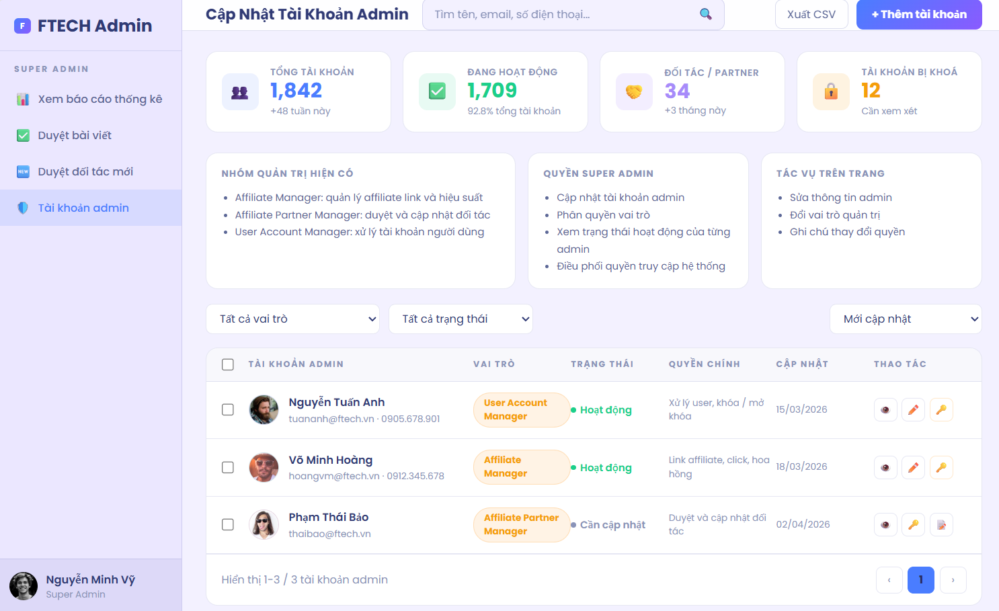 F FTECH Admin
SUPER ADMIN
Xem báo cáo thống kê
Duyệt bài viết
NEW Duyệt đối tác mới
Tài khoản admin
Nguyễn Minh Vỹ
Super Admin
Cập Nhật Tài Khoản Admin
Tìm tên, email, số điện thoại...
Xuất CSV
+ Thêm tài khoản
TỔNG TÀI KHOẢN
1,842
+48 tuần này
ĐANG HOẠT ĐỘNG
1,709
92.8% tổng tài khoản
ĐỐI TÁC / PARTNER
34
+3 tháng này
TÀI KHOẢN BỊ KHOÁ
12
Cần xem xét
NHÓM QUẢN TRỊ HIỆN CÓ
• Affiliate Manager: quản lý affiliate link và hiệu suất
• Affiliate Partner Manager: duyệt và cập nhật đối tác
• User Account Manager: xử lý tài khoản người dùng
QUYỀN SUPER ADMIN
• Cập nhật tài khoản admin
• Phân quyền vai trò
• Xem trạng thái hoạt động của từng
admin
• Điều phối quyền truy cập hệ thống
TÁC VỤ TRÊN TRANG
• Sửa thông tin admin
• Đổi vai trò quản trị
• Ghi chú thay đổi quyền
Tất cả vai trò
Tất cả trạng thái
Mới cập nhật
TÀI KHOẢN ADMIN VAI TRÒ TRẠNG THÁI QUYỀN CHÍNH CẬP NHẬT THAO TÁC
Nguyễn Tuấn Anh
tuananh@ftech.vn · 0905.678.901
User Account
Manager
Hoạt động
Xử lý user, khóa / mở
khóa
15/03/2026
Võ Minh Hoàng
hoangvm@ftech.vn · 0912.345.678
Affiliate
Manager
Hoạt động
Link affiliate, click, hoa
hồng
18/03/2026
Phạm Thái Bảo
thaibao@ftech.vn
Affiliate Partner
Manager
Cần cập nhật
Duyệt và cập nhật đối
tác
02/04/2026
Hiển thị 1-3 / 3 tài khoản admin
‹ 1 ›